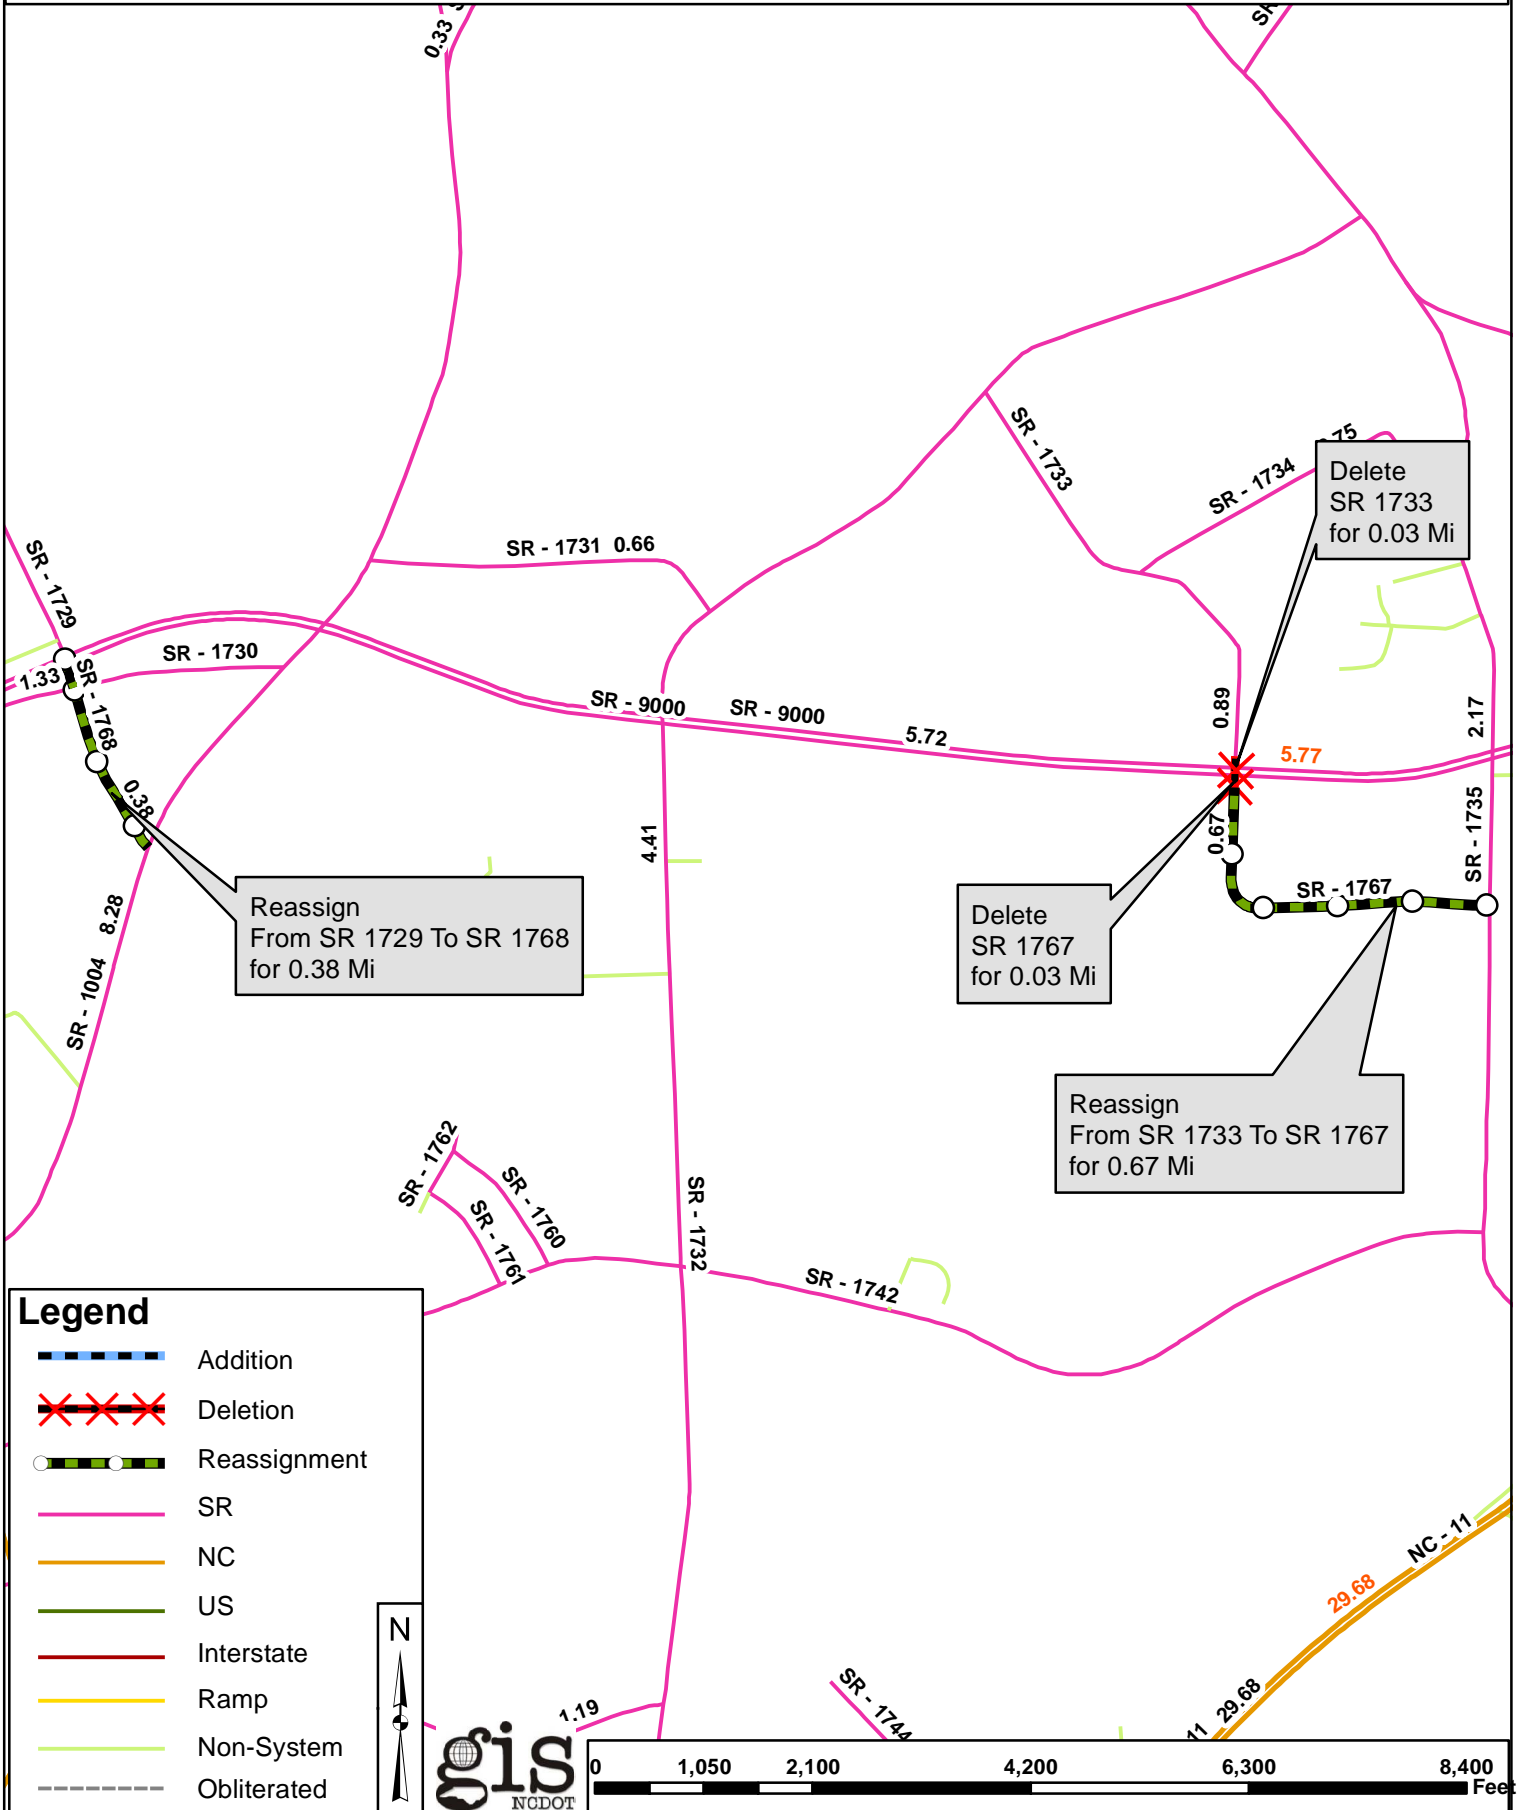 0.33
SR - 1733
SR - 1734
Delete
SR 1733
for 0.03 Mi
SR - 1729
SR - 1731 0.66
SR - 1730
1.33
SR - 1768
0.38
SR - 9000
SR - 9000
5.72
0.89
5.77
2.17
SR - 1735
0.67
SR - 1767
4.41
8.28
SR - 1004
Reassign
From SR 1729 To SR 1768
for 0.38 Mi
Delete
SR 1767
for 0.03 Mi
Reassign
From SR 1733 To SR 1767
for 0.67 Mi
SR - 1762
SR - 1760
SR - 1761
SR - 1732
SR - 1742
NC - 11
29.68
29.68
11
SR - 1744
1.19
Legend
Addition
Deletion
Reassignment
SR
NC
US
Interstate
Ramp
Non-System
Obliterated
N
gis
NCDOT
0 1,050 2,100 4,200 6,300 8,400
Feet